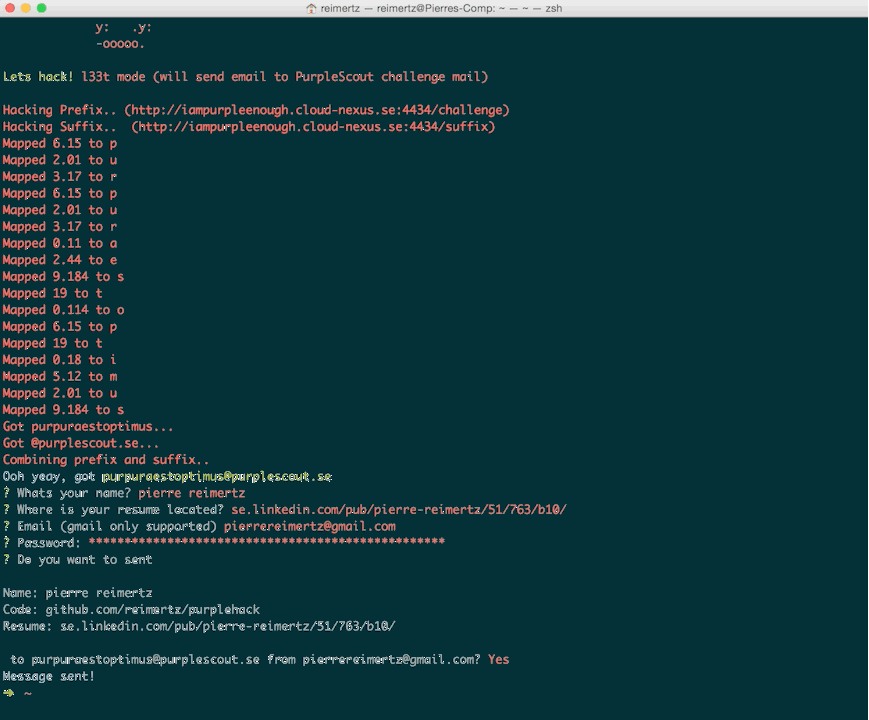 reimertz — reimertz@Pierres-Comp: ~ — ~ — zsh
y:   .y:
-ooooo.
Lets hack! l33t mode (will send email to PurpleScout challenge mail)
Hacking Prefix.. (http://iampurpleenough.cloud-nexus.se:4434/challenge)
Hacking Suffix..  (http://iampurpleenough.cloud-nexus.se:4434/suffix)
Mapped 6.15 to p
Mapped 2.01 to u
Mapped 3.17 to r
Mapped 6.15 to p
Mapped 2.01 to u
Mapped 3.17 to r
Mapped 0.11 to a
Mapped 2.44 to e
Mapped 9.184 to s
Mapped 19 to t
Mapped 0.114 to o
Mapped 6.15 to p
Mapped 19 to t
Mapped 0.18 to i
Mapped 5.12 to m
Mapped 2.01 to u
Mapped 9.184 to s
Got purpuraestoptimus...
Got @purplescout.se...
Combining prefix and suffix..
Ooh yeay, got purpuraestoptimus@purplescout.se
? Whats your name? pierre reimertz
? Where is your resume located? se.linkedin.com/pub/pierre-reimertz/51/763/b10/
? Email (gmail only supported) pierrereimertz@gmail.com
? Password: **************************************************
? Do you want to sent
Name: pierre reimertz
Code: github.com/reimertz/purplehack
Resume: se.linkedin.com/pub/pierre-reimertz/51/763/b10/
to purpuraestoptimus@purplescout.se from pierrereimertz@gmail.com? Yes
Message sent!
➜ ~